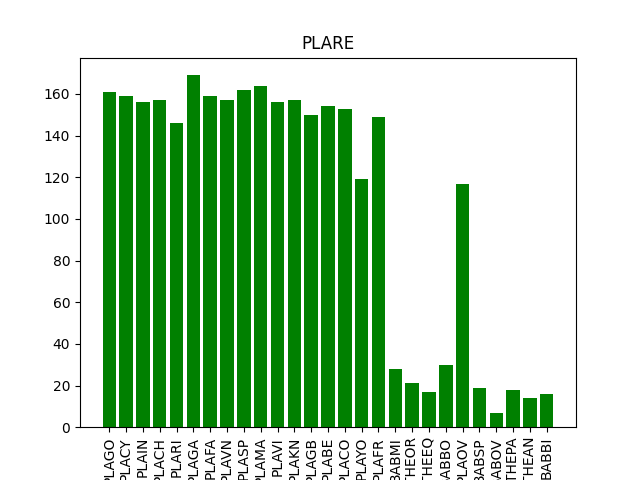 PLARE
160
140
120
100
80
60
40
20
0
PLAGO
PLACY
PLAIN
PLACH
PLARI
PLAGA
PLAFA
PLAVN
PLASP
PLAMA
PLAVI
PLAKN
PLAGB
PLABE
PLACO
PLAYO
PLAFR
BABMI
THEOR
THEEQ
ABBO
PLAOV
BABSP
ABOV
THEPA
THEAN
BABBI